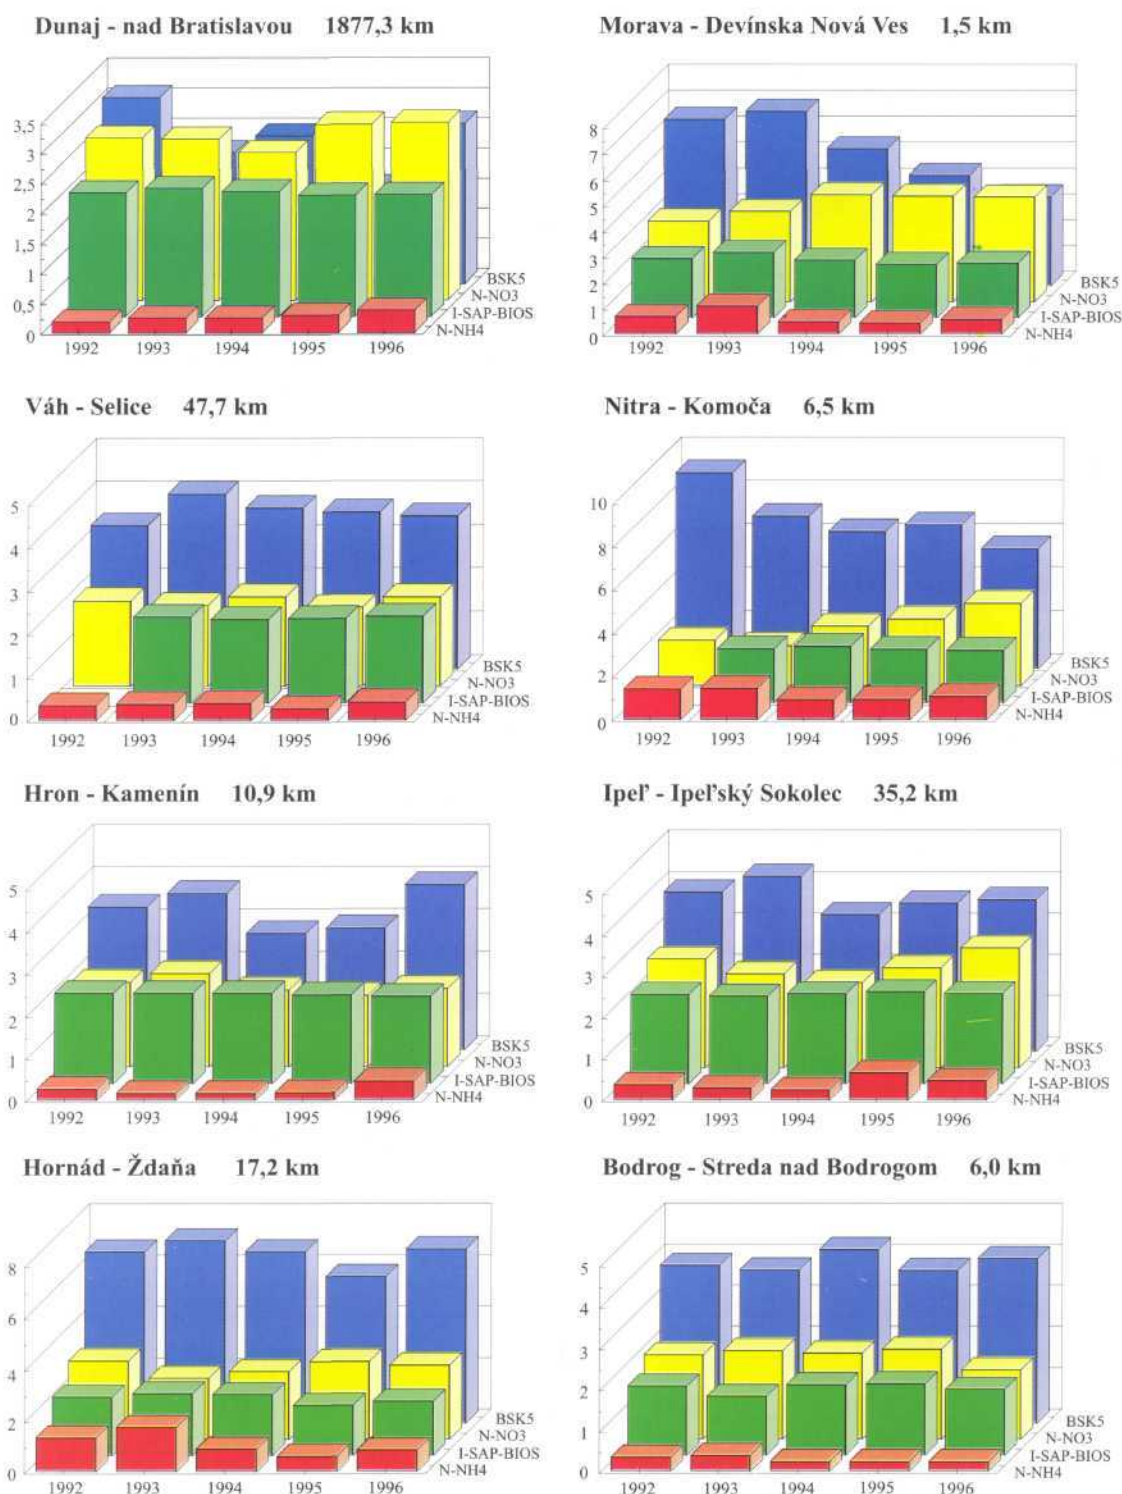 Dunaj - nad Bratislavou 1877,3 km
3,5
3
2,5
2
1,5
1
0,5
0
1992 1993 1994 1995 1996
BSK5
N-NO3
I-SAP-BIOS
N-NH4
Morava - Devínska Nová Ves 1,5 km
8
7
6
5
4
3
2
1
0
1992 1993 1994 1995 1996
BSK5
N-NO3
I-SAP-BIOS
N-NH4
Váh - Selice 47,7 km
5
4
3
2
1
0
1992 1993 1994 1995 1996
BSK5
N-NO3
I-SAP-BIOS
N-NH4
Nitra - Komoča 6,5 km
10
8
6
4
2
0
1992 1993 1994 1995 1996
BSK5
N-NO3
I-SAP-BIOS
N-NH4
Hron - Kamenín 10,9 km
5
4
3
2
1
0
1992 1993 1994 1995 1996
BSK5
N-NO3
I-SAP-BIOS
N-NH4
Ipeľ - Ipeľský Sokolec 35,2 km
5
4
3
2
1
0
1992 1993 1994 1995 1996
BSK5
N-NO3
I-SAP-BIOS
N-NH4
Hornád - Ždaňa 17,2 km
8
6
4
2
0
1992 1993 1994 1995 1996
BSK5
N-NO3
I-SAP-BIOS
N-NH4
Bodrog - Streda nad Bodrogom 6,0 km
5
4
3
2
1
0
1992 1993 1994 1995 1996
BSK5
N-NO3
I-SAP-BIOS
N-NH4